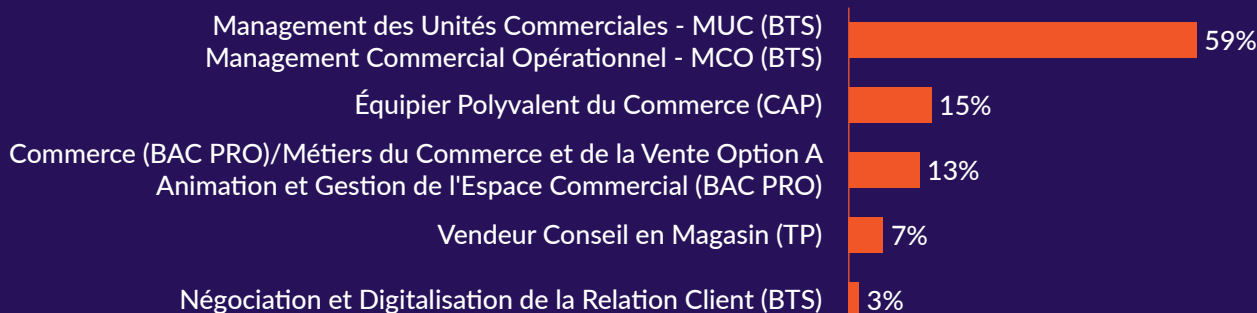 Management des Unités Commerciales - MUC (BTS)
Management Commercial Opérationnel - MCO (BTS)
59%
Équipier Polyvalent du Commerce (CAP)
15%
Commerce (BAC PRO)/Métiers du Commerce et de la Vente Option A
Animation et Gestion de l'Espace Commercial (BAC PRO)
13%
Vendeur Conseil en Magasin (TP)
7%
Négociation et Digitalisation de la Relation Client (BTS)
3%